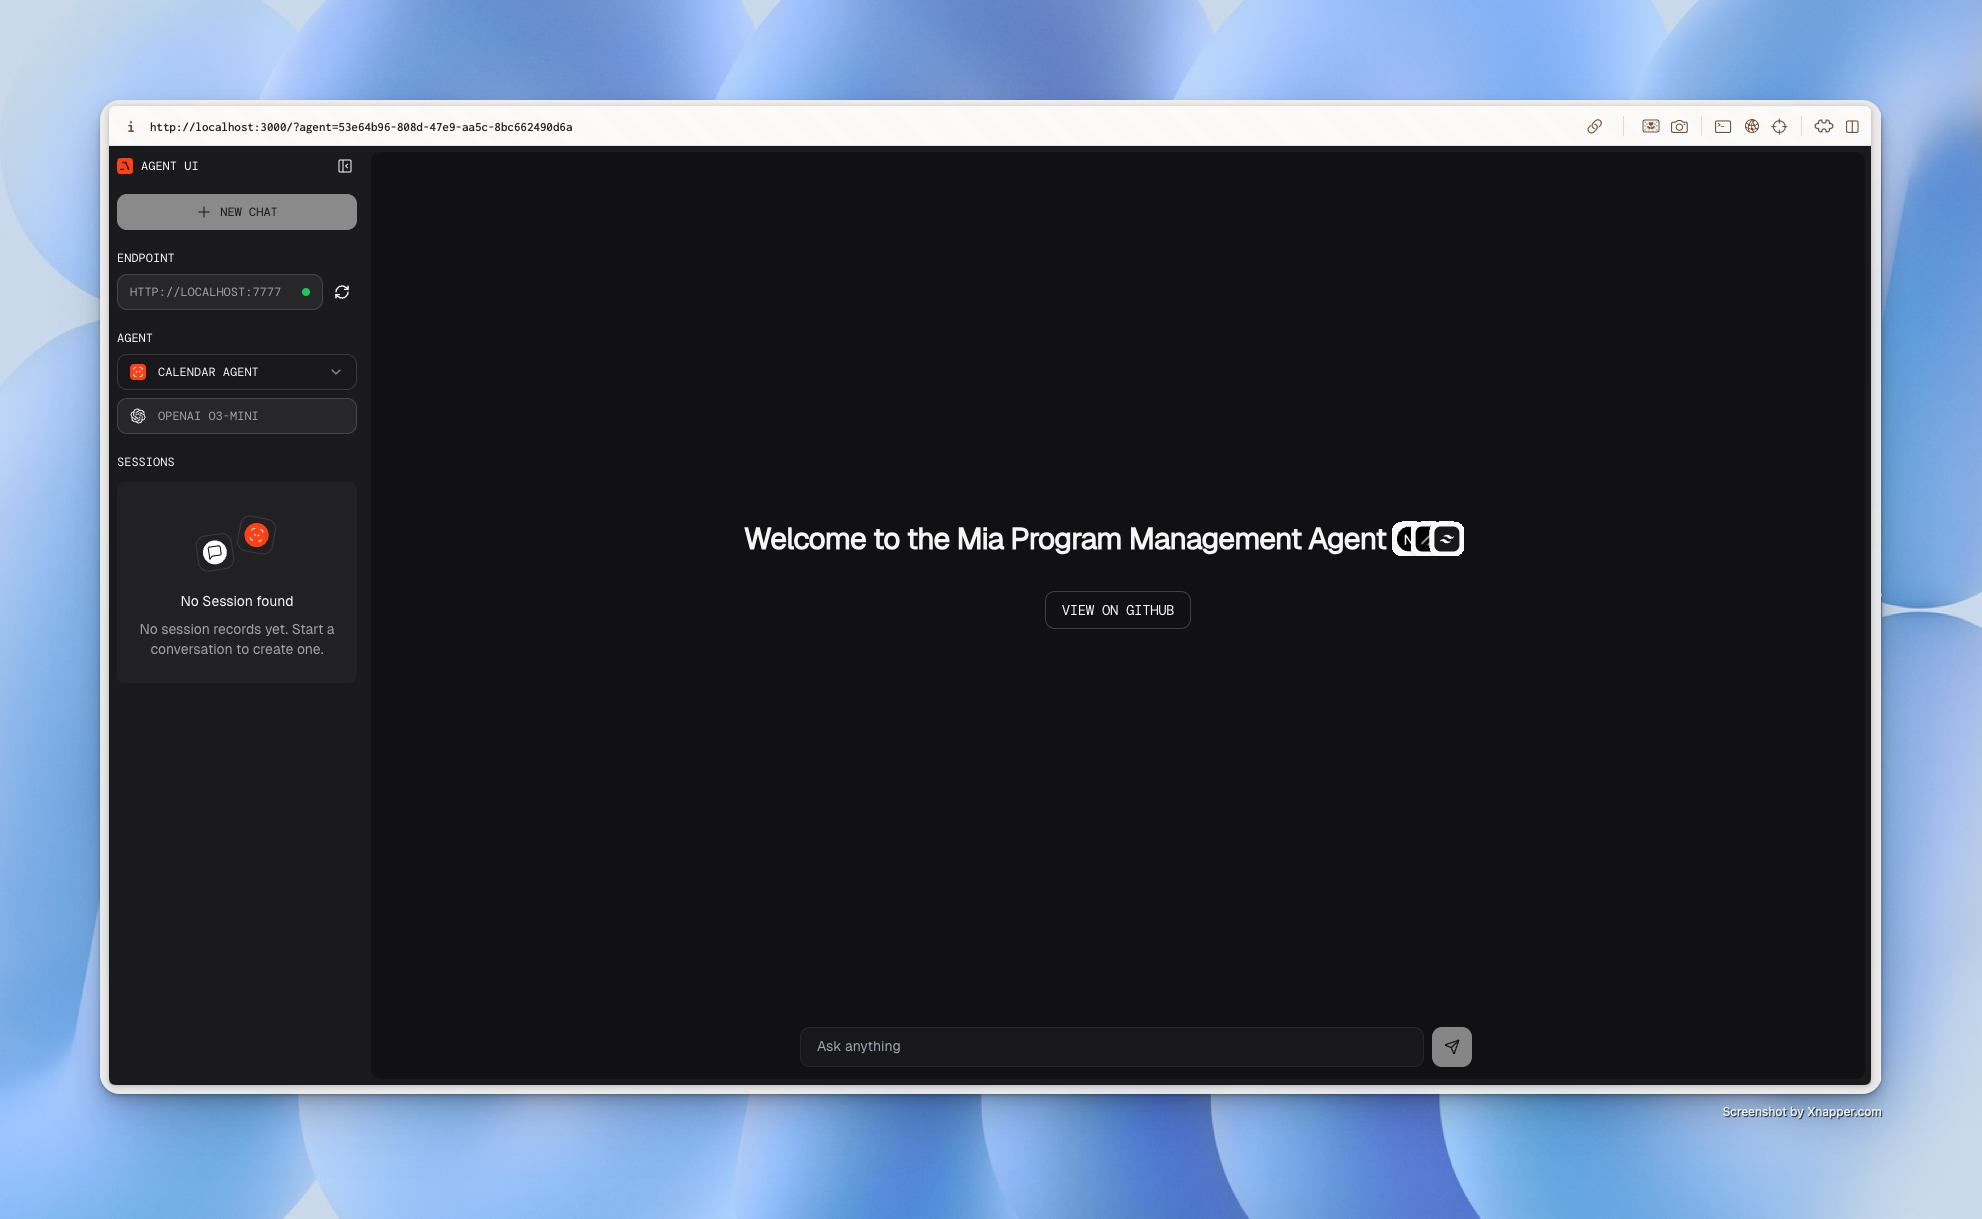 http://localhost:3000/?agent=53e64b96-808d-47e9-aa5c-8bc662490d6a
AGENT UI
NEW CHAT
ENDPOINT
HTTP://LOCALHOST:7777
AGENT
CALENDAR AGENT
OPENAI O3-MINI
SESSIONS
No Session found
No session records yet. Start a
conversation to create one.
Welcome to the Mia Program Management Agent
VIEW ON GITHUB
Ask anything
Screenshot by Xnapper.com